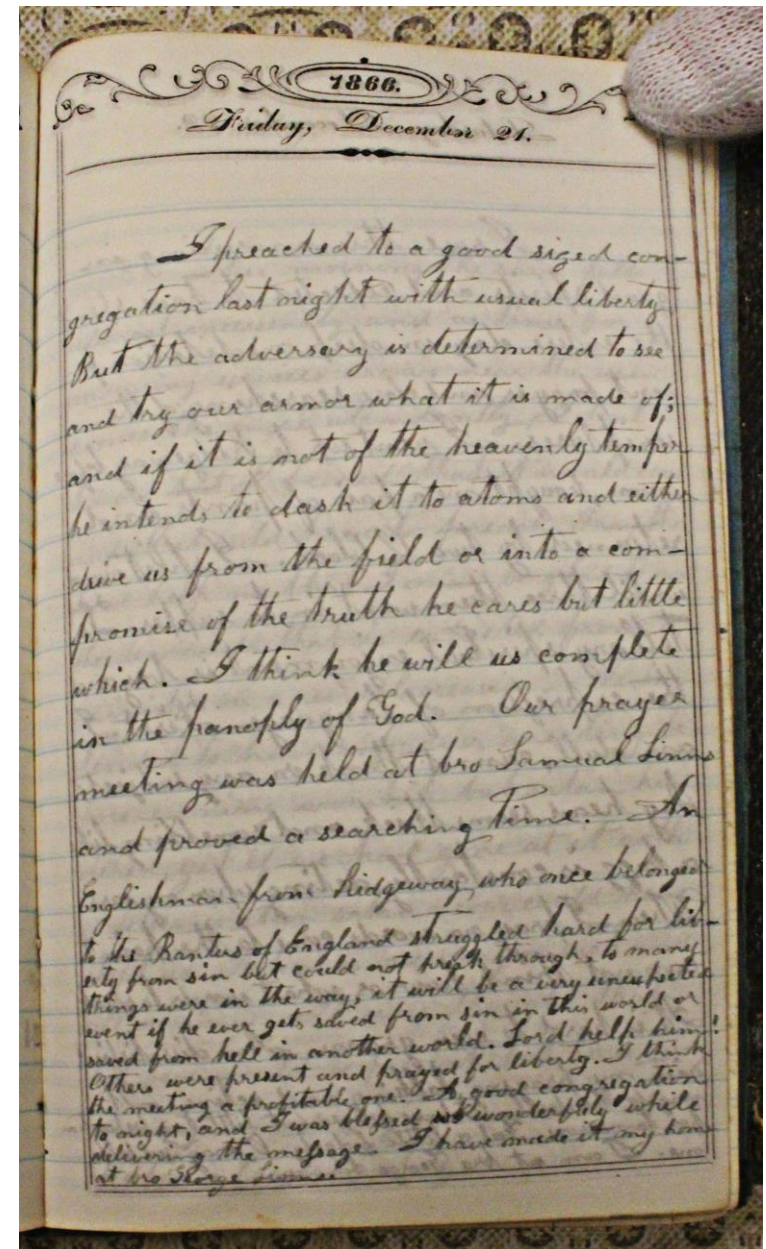 1866.
Friday, December 21.
I preached to a good sized con-
gregation last night with usual liberty
But the adversary is determined to see
and try our armor what it is made of;
and if it is not of the heavenly temper
he intends to dash it to atoms and either
drive us from the field or into a com-
promise of the truth he cares but little
which. I think he will us complete
in the panoply of God. Our prayer
meeting was held at bro Samual Linns
and proved a searching time. An
Englishman from Ridgeway, who once belonged
to the Ranters of England struggled hard for lib-
erty from sin but could not break through, to many
things were in the way, it will be a very unexpected
event if he ever gets saved from sin in this world or
saved from hell in another world. Lord help him!
Others were present and prayed for liberty. I think
the meeting a profitable one. A good congregation
to night, and I was blessed wonderfully while
delivering the message. I have made it my home
at bro George